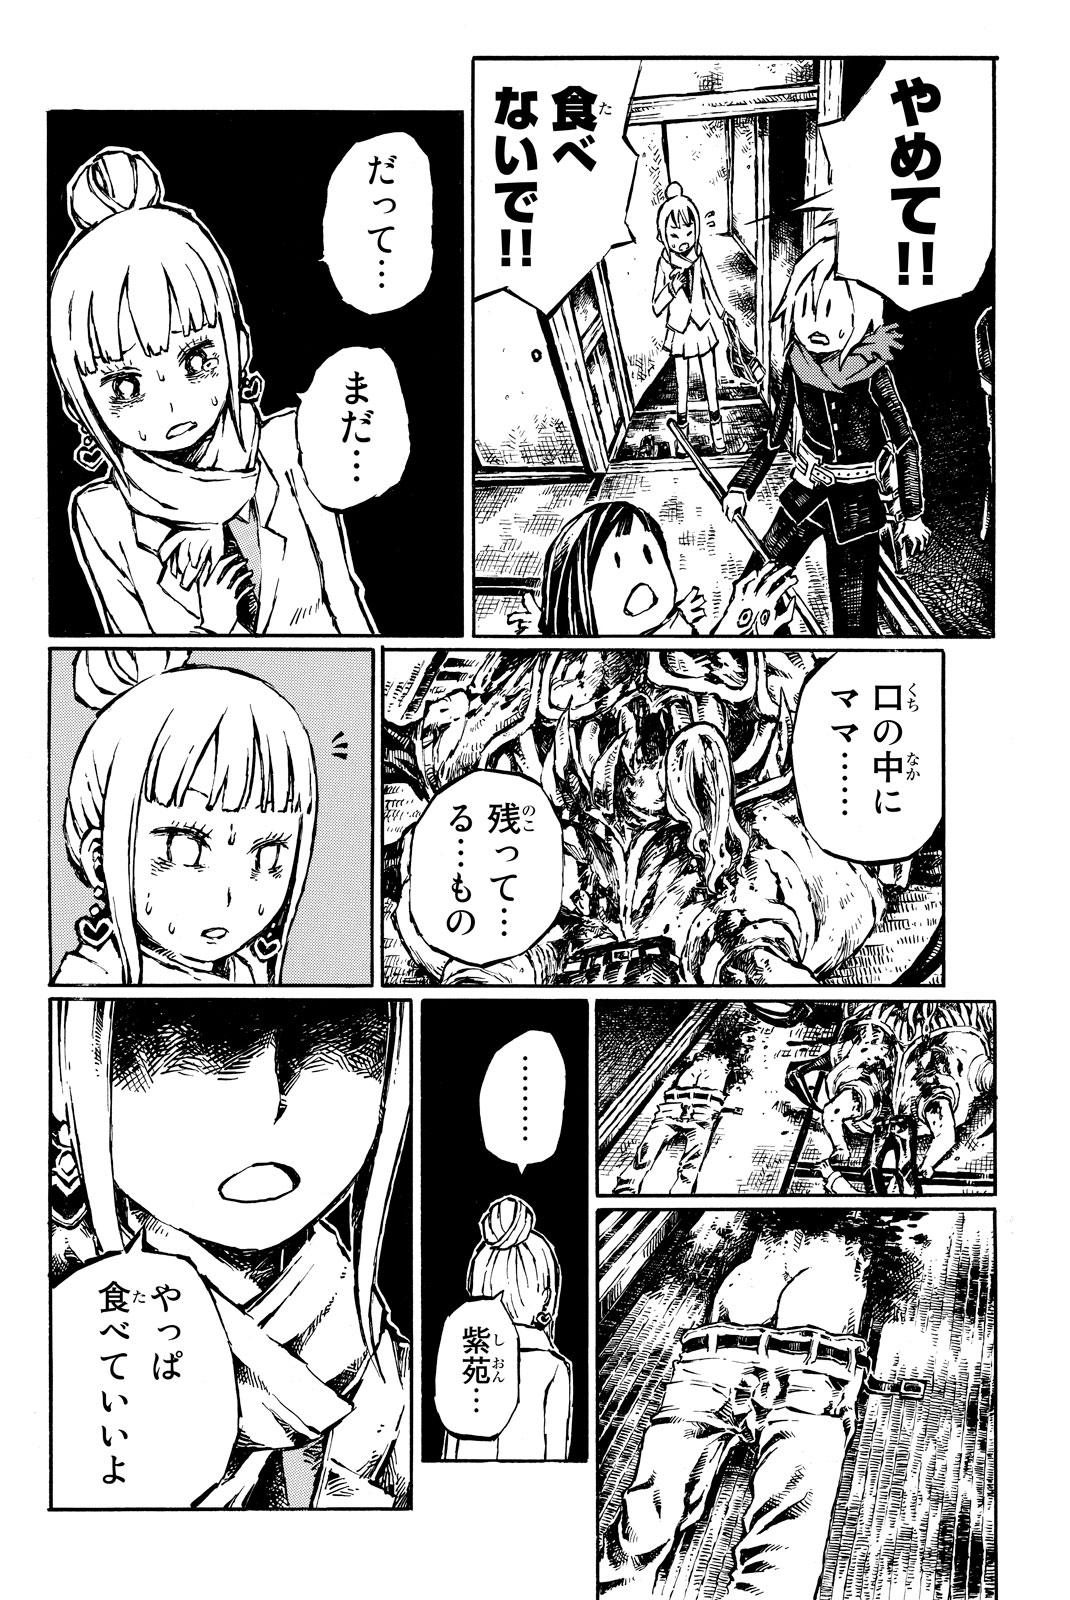 やめて!!
食べ
ないで!!
だって…
まだ…
口の中に
ママ……
残って…
る…もの
………
紫苑…
やっぱ
食べていいよ